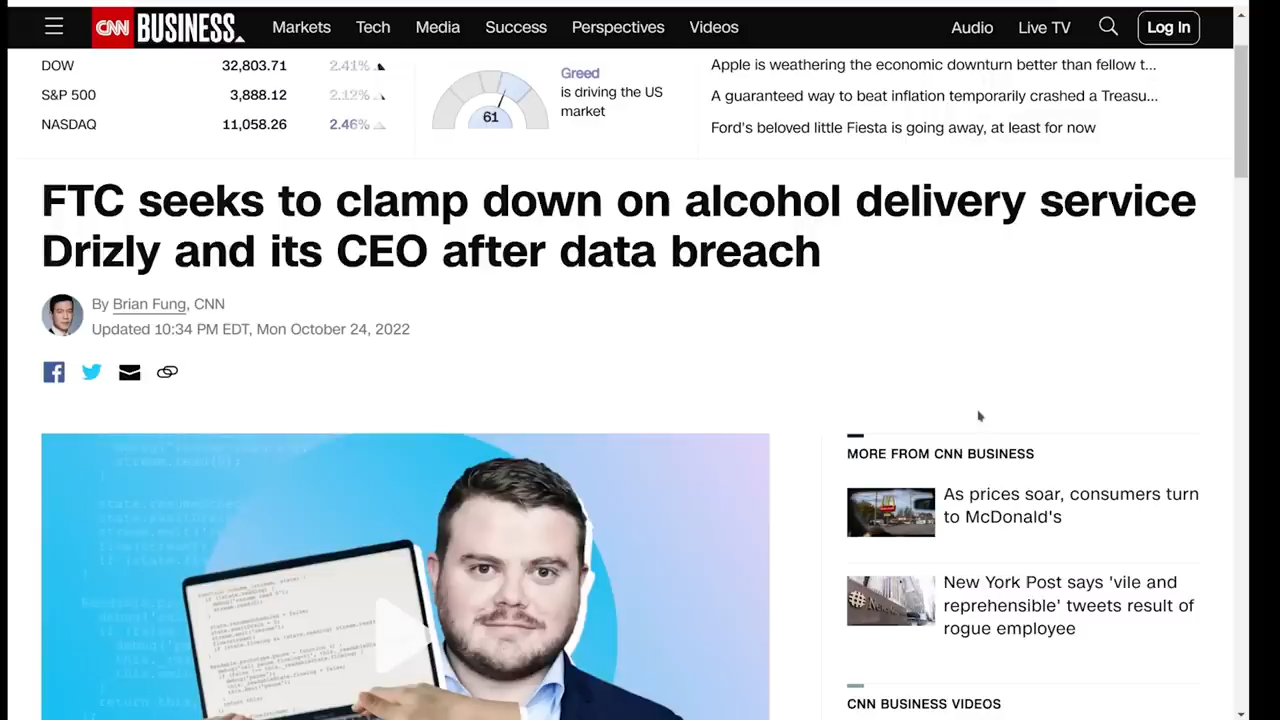 CNN BUSINESS
Markets Tech Media Success Perspectives Videos
Audio Live TV Log In
DOW 32,803.71 2.41%
S&P 500 3,888.12 2.12%
NASDAQ 11,058.26 2.46%
61
Greed
is driving the US
market
Apple is weathering the economic downturn better than fellow t...
A guaranteed way to beat inflation temporarily crashed a Treasu...
Ford's beloved little Fiesta is going away, at least for now
FTC seeks to clamp down on alcohol delivery service
Drizly and its CEO after data breach
By Brian Fung, CNN
Updated 10:34 PM EDT, Mon October 24, 2022
MORE FROM CNN BUSINESS
As prices soar, consumers turn
to McDonald's
New York Post says 'vile and
reprehensible' tweets result of
rogue employee
CNN BUSINESS VIDEOS